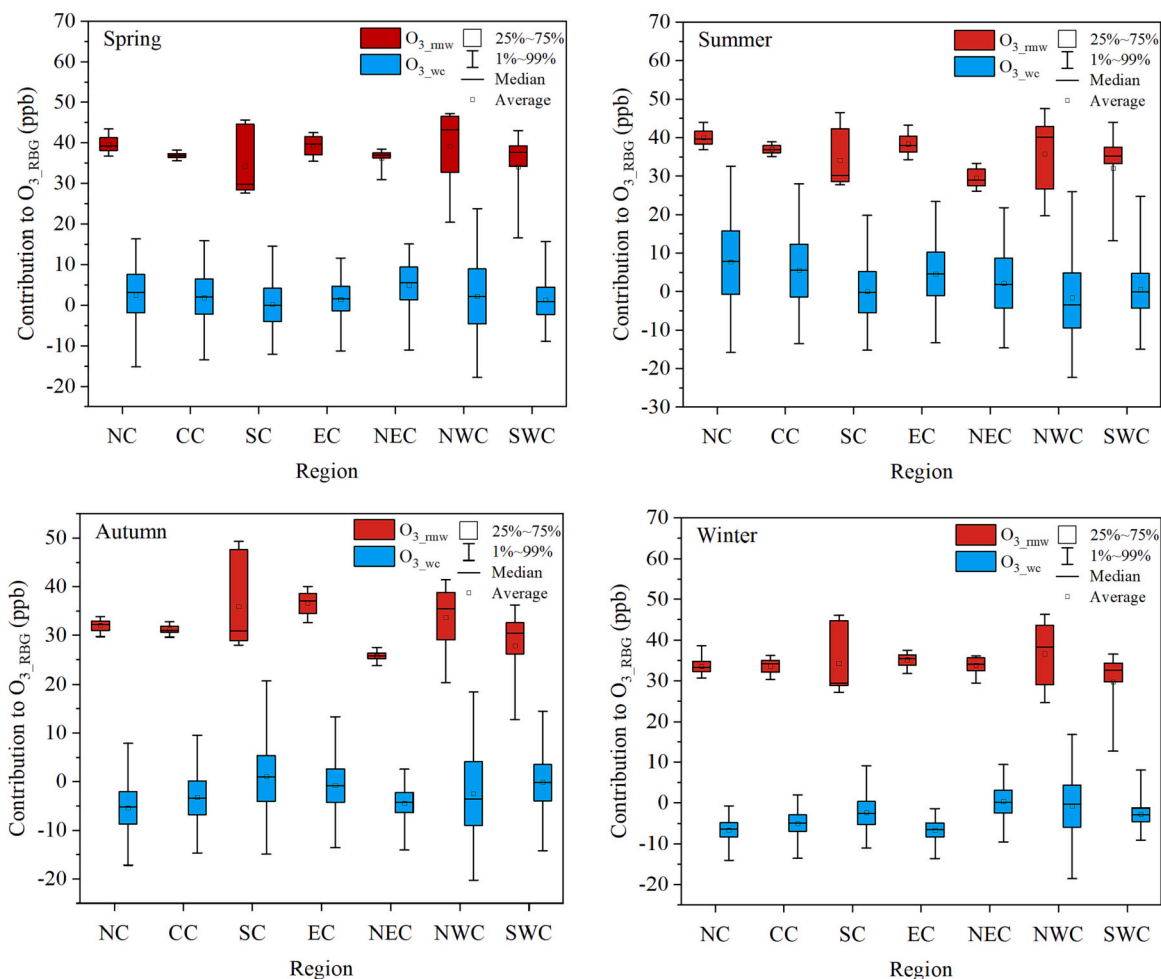 Spring
O3_rmw 25%~75%
O3_wc 1%~99%
Median
Average
Contribution to O3_RBG (ppb)
70
60
50
40
30
20
10
0
-10
-20
NC CC SC EC NEC NWC SWC
Region
Summer
O3_rmw 25%~75%
O3_wc 1%~99%
Median
Average
Contribution to O3_RBG (ppb)
70
60
50
40
30
20
10
0
-10
-20
-30
NC CC SC EC NEC NWC SWC
Region
Autumn
O3_rmw 25%~75%
O3_wc 1%~99%
Median
Average
Contribution to O3_RBG (ppb)
50
40
30
20
10
0
-10
-20
NC CC SC EC NEC NWC SWC
Region
Winter
O3_rmw 25%~75%
O3_wc 1%~99%
Median
Average
Contribution to O3_RBG (ppb)
70
60
50
40
30
20
10
0
-10
-20
NC CC SC EC NEC NWC SWC
Region